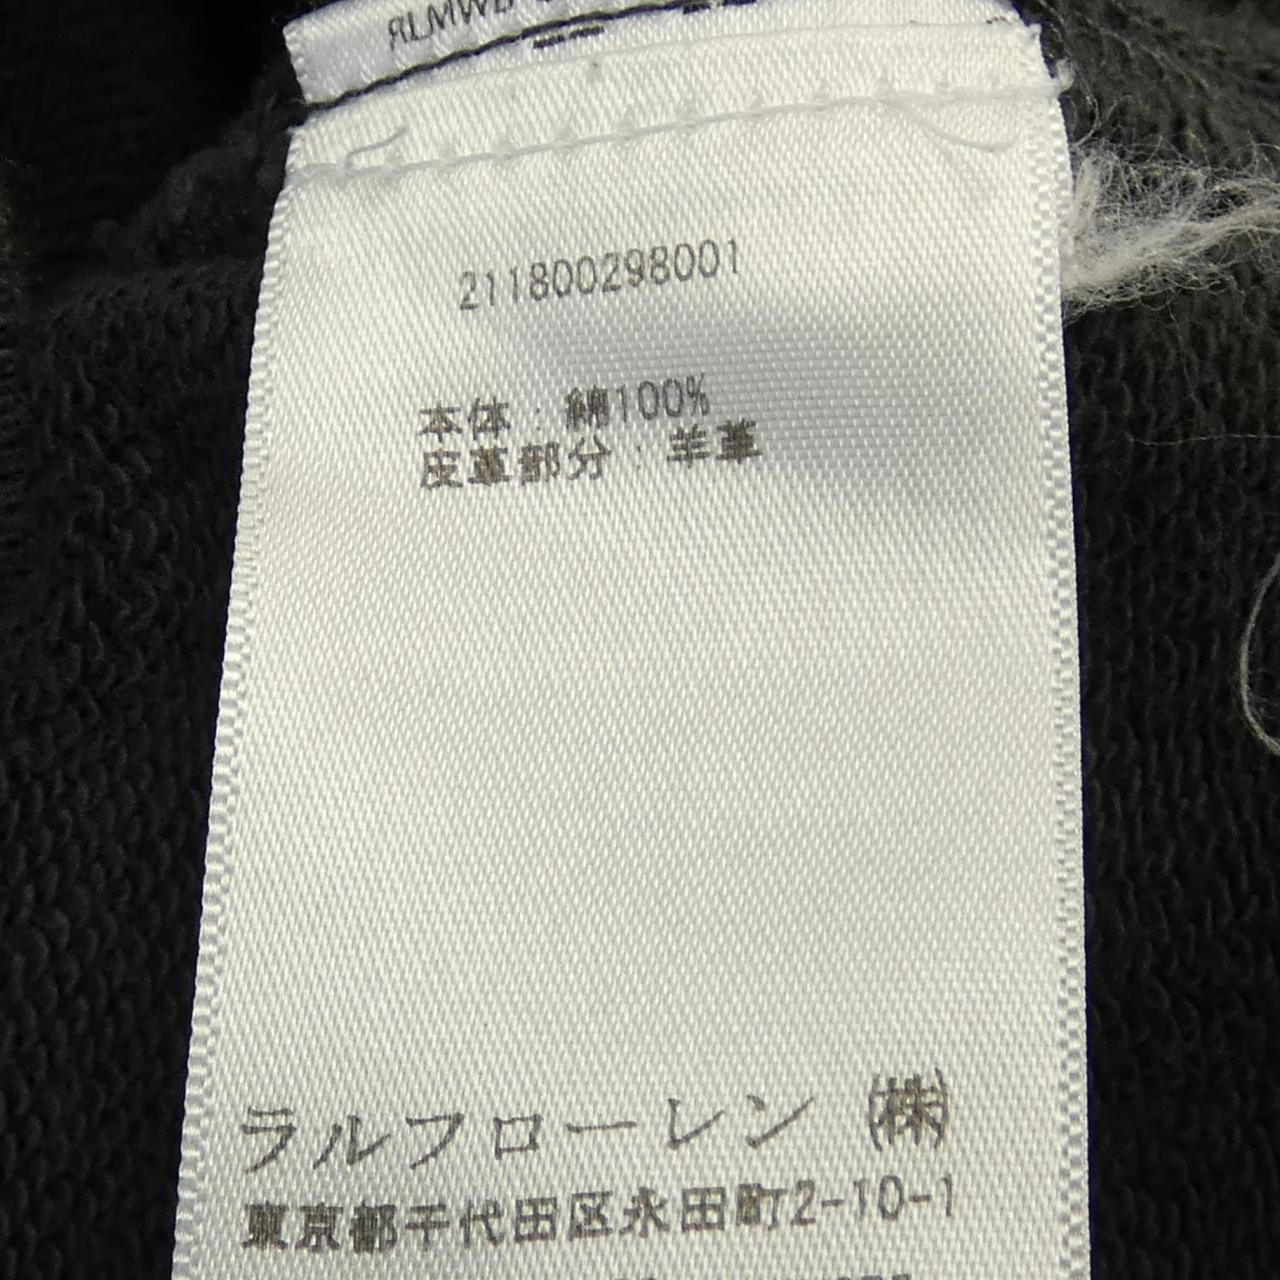 RLMWB
211800298001
本体：綿100%
皮革部分：羊革
ラルフローレン ㈱
東京都千代田区永田町2-10-1